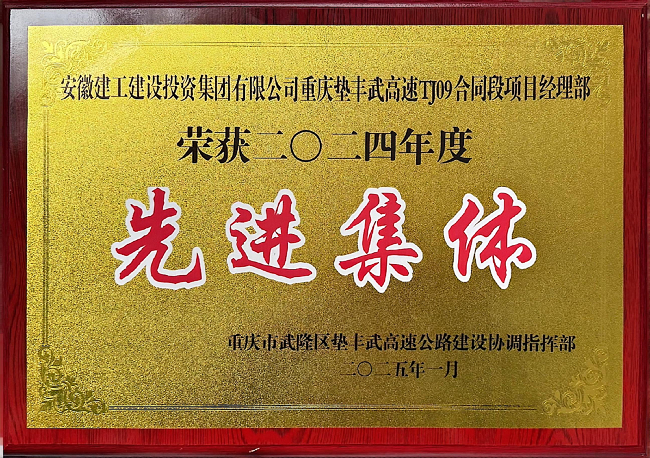 安徽建工建设投资集团有限公司重庆垫丰武高速TJ09合同段项目经理部
荣获二〇二四年度
先进集体
重庆市武隆区垫丰武高速公路建设协调指挥部
二〇二五年一月